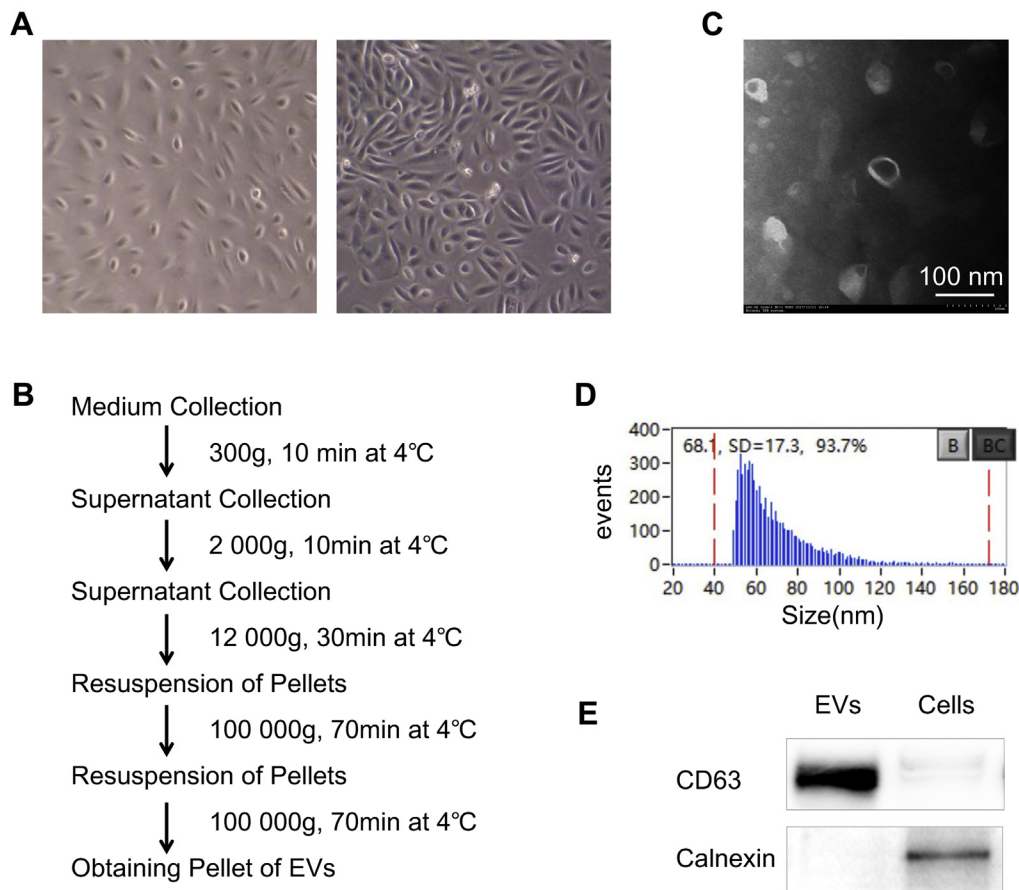 A
C
100 nm
B
Medium Collection
300g, 10 min at 4℃
Supernatant Collection
2 000g, 10min at 4℃
Supernatant Collection
12 000g, 30min at 4℃
Resuspension of Pellets
100 000g, 70min at 4℃
Resuspension of Pellets
100 000g, 70min at 4℃
Obtaining Pellet of EVs
D
400
300
200
100
0
events
68.1, SD=17.3, 93.7%
B
BC
20 40 60 80 100 120 140 160 180
Size(nm)
E
EVs Cells
CD63
Calnexin